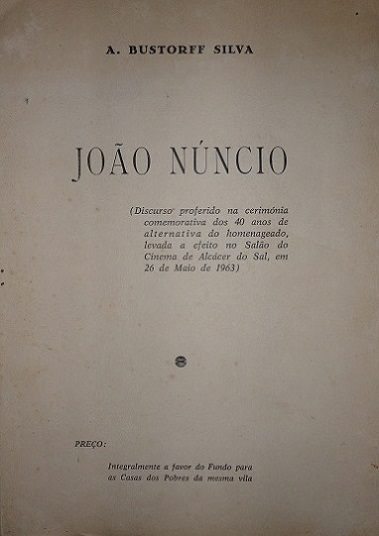 A. BUSTORFF SILVA
JOÃO NÚNCIO
(Discurso proferido na cerimónia
comemorativa dos 40 anos de
alternativa do homenageado,
levada a efeito no Salão do
Cinema de Alcácer do Sal, em
26 de Maio de 1963)
PREÇO:
Integralmente a favor do Fundo para
as Casas dos Pobres da mesma vila